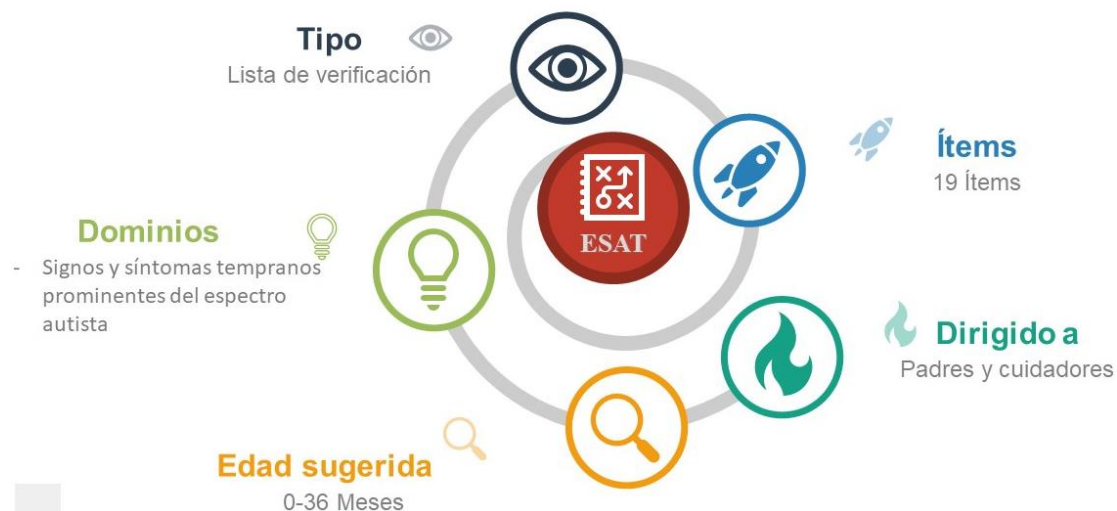 Tipo
Lista de verificación
Ítems
19 Ítems
ESAT
Dominios
- Signos y síntomas tempranos
prominentes del espectro
autista
Dirigido a
Padres y cuidadores
Edad sugerida
0-36 Meses